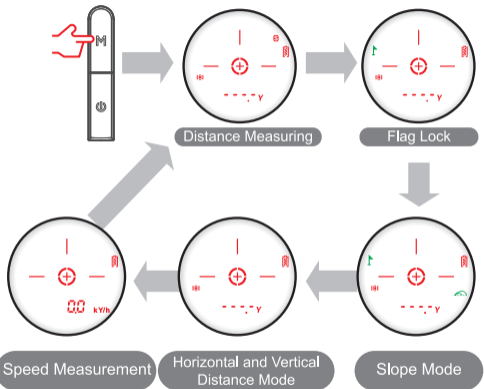 M
- - - . - Y
Distance Measuring
- - - . - Y
Flag Lock
0.0 kY/h
- - - . - Y
- - - . - Y
Speed Measurement
Horizontal and Vertical
Distance Mode
Slope Mode